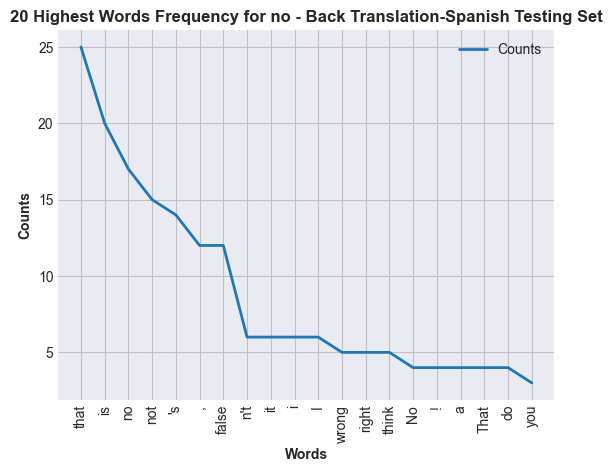 20 Highest Words Frequency for no - Back Translation-Spanish Testing Set
Counts
Counts
25
20
15
10
5
that
is
no
not
's
,
false
n't
it
i
I
wrong
right
think
No
!
a
That
do
you
Words